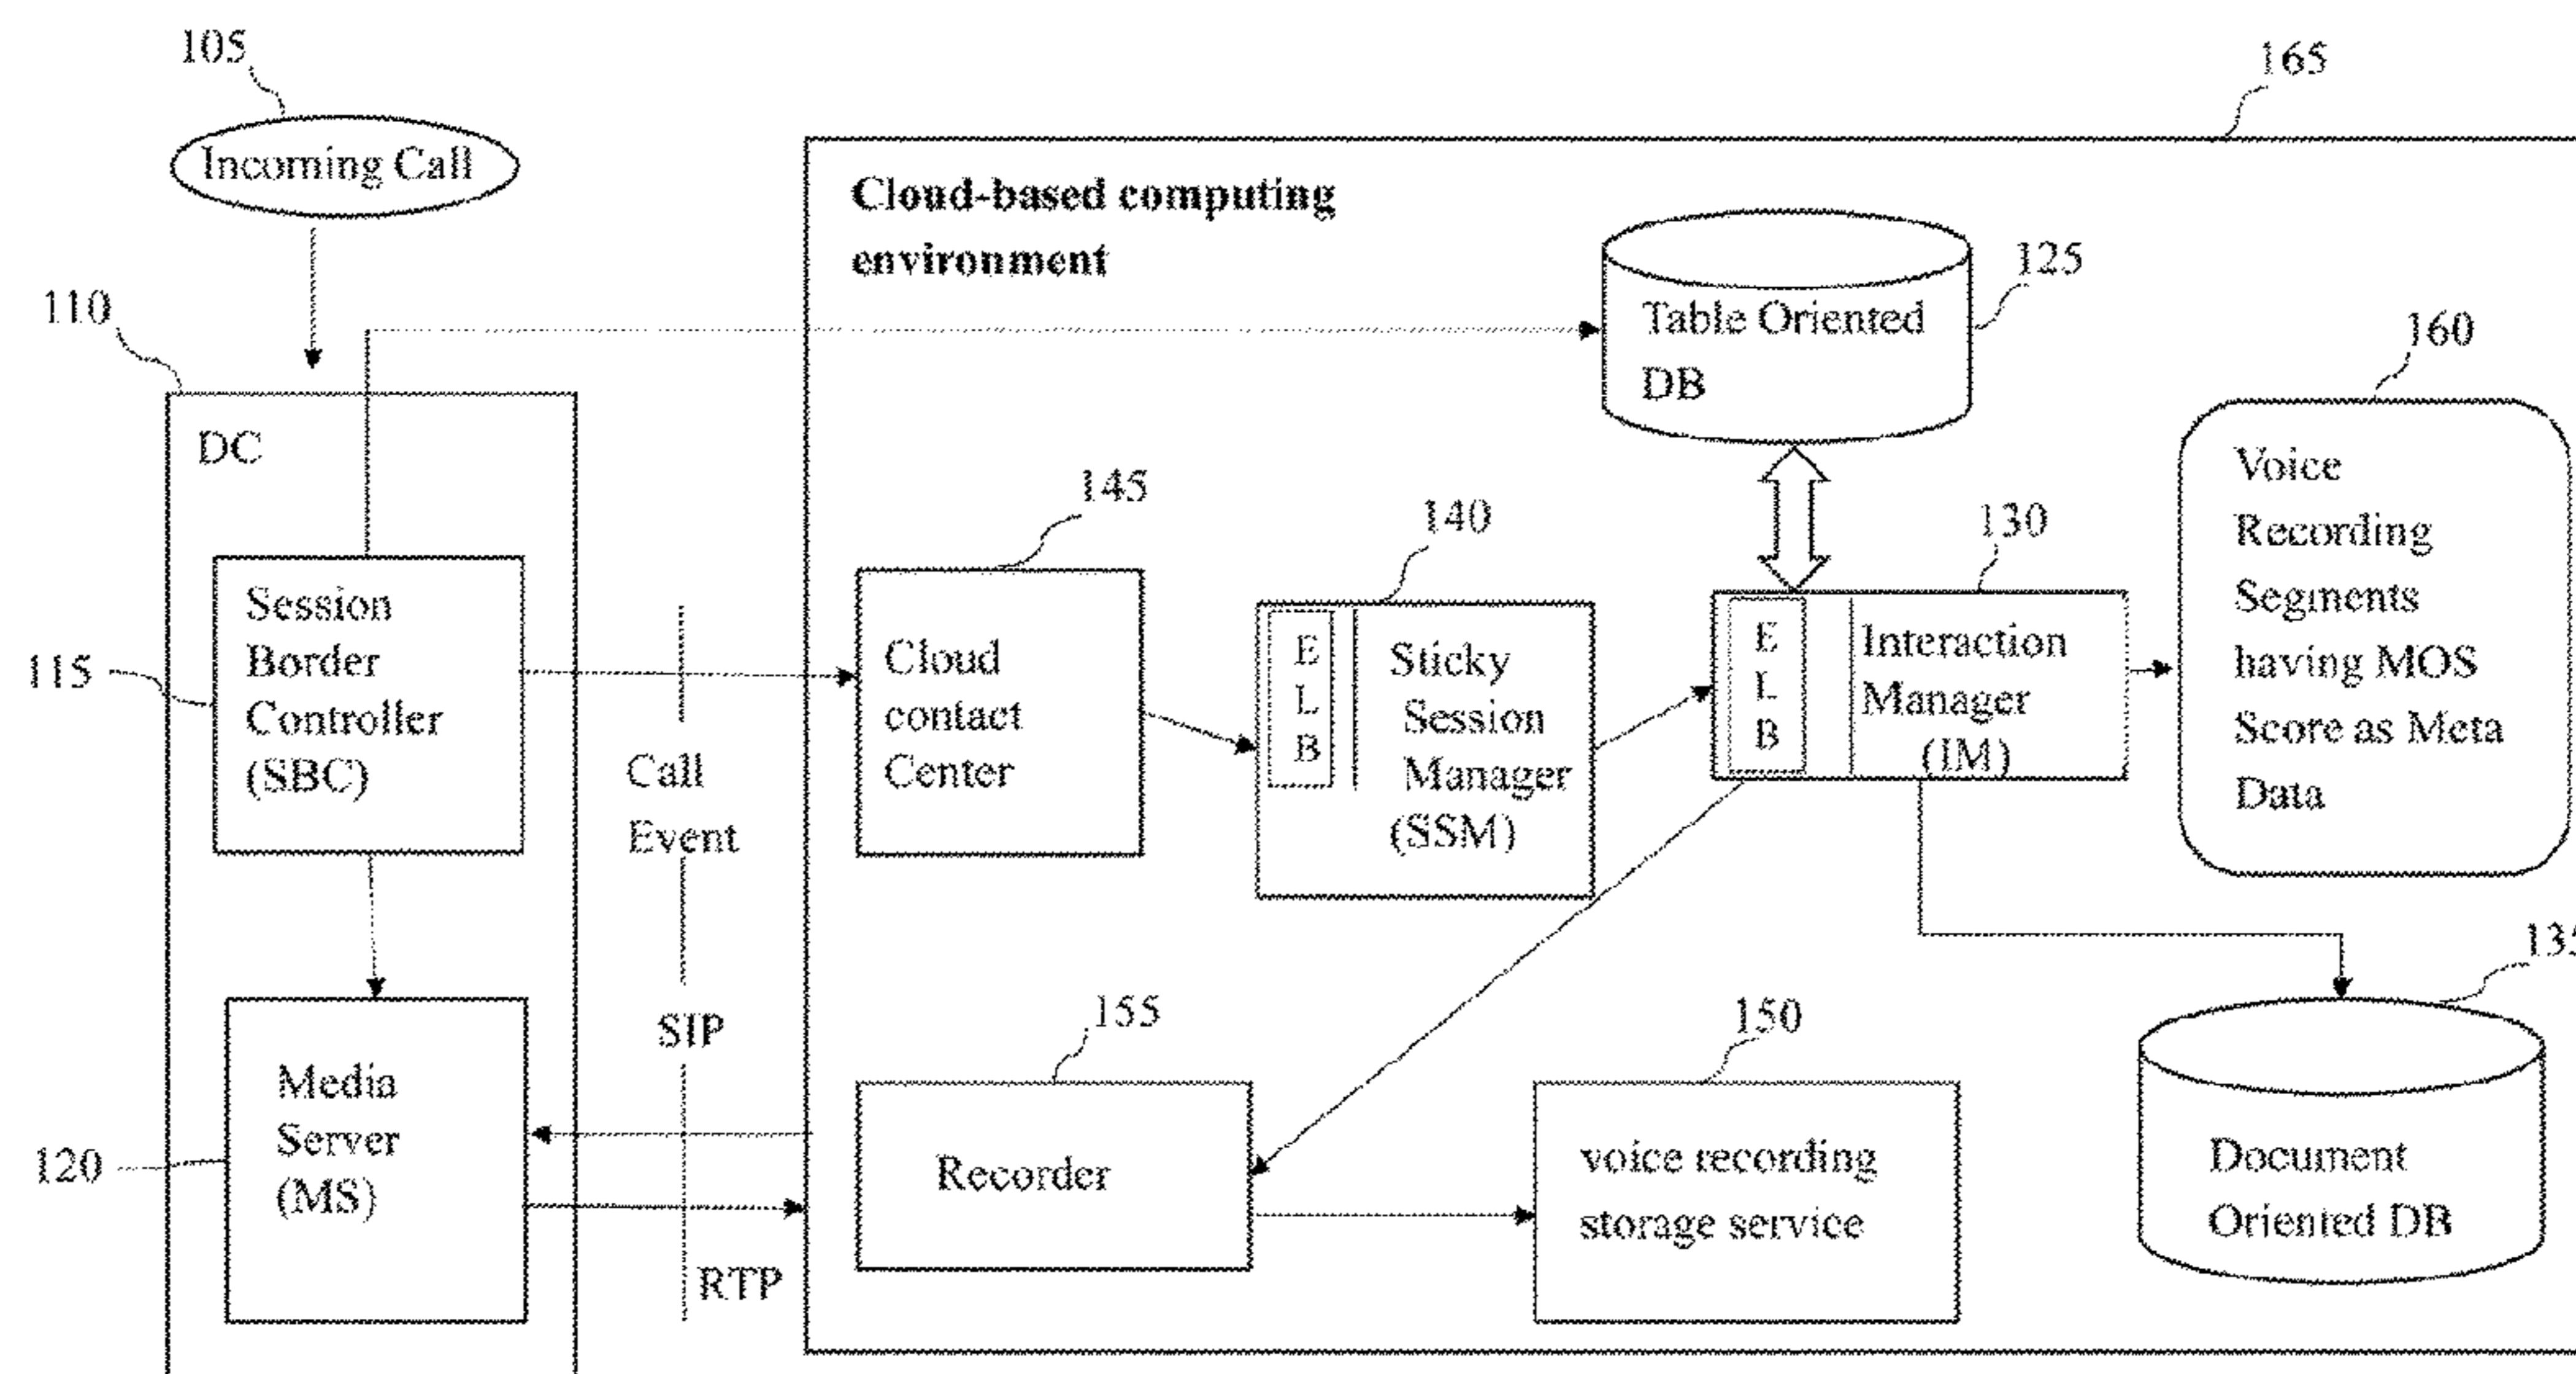 105
165
Incoming Call
Cloud-based computing
environment
125
110
Table Oriented
DB
160
DC
145
140
130
Voice
Recording
Segments
having MOS
Score as Meta
Data
Session
Border
Controller
(SBC)
115
Call
Event
Cloud
contact
Center
E
L
B
Sticky
Session
Manager
(SSM)
E
L
B
Interaction
Manager
(IM)
135
155
150
SIP
Media
Server
(MS)
120
Recorder
voice recording
storage service
Document
Oriented DB
RTP